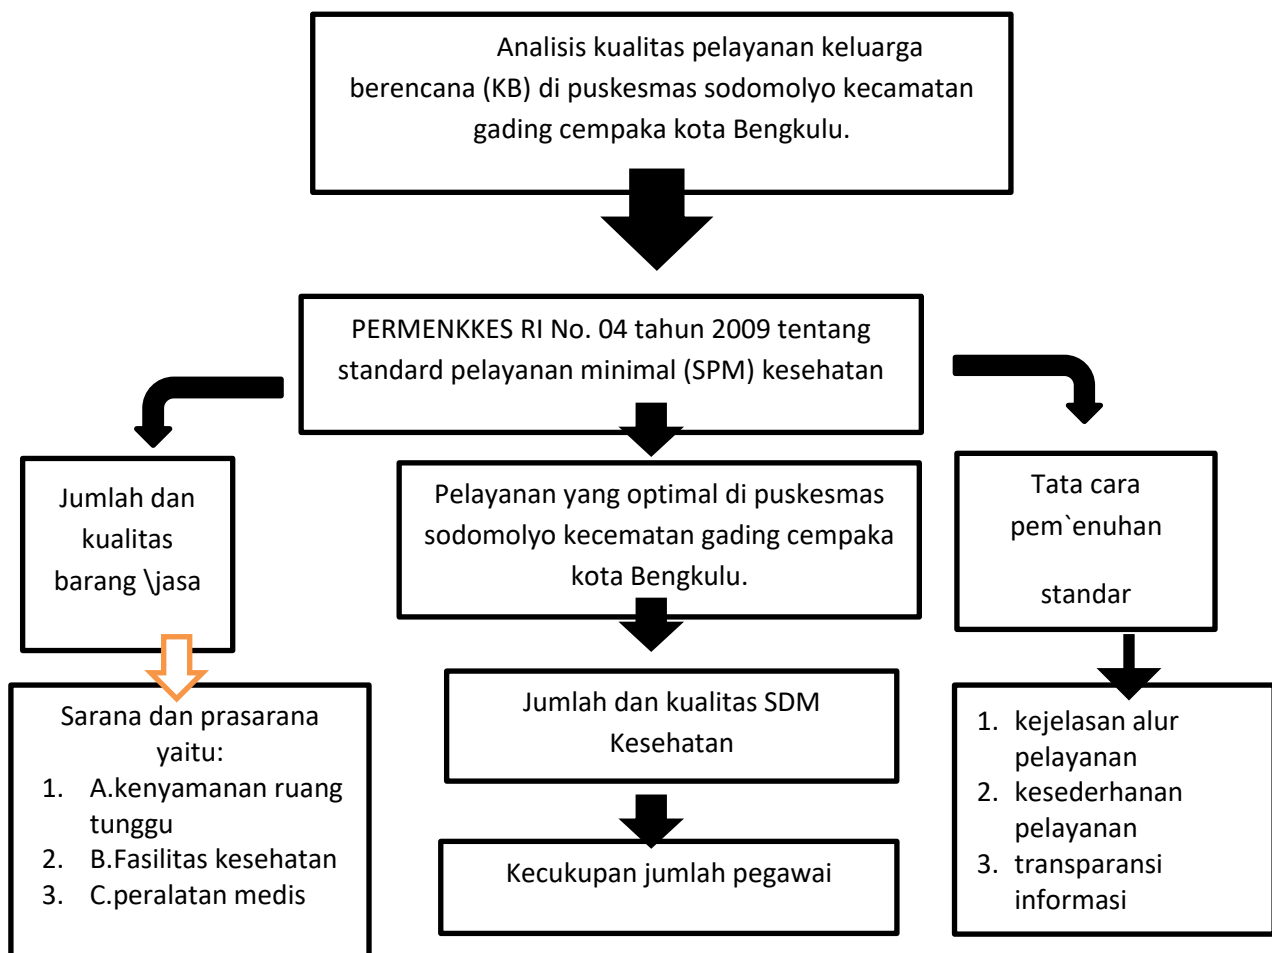 Analisis kualitas pelayanan keluarga
berencana (KB) di puskesmas sodomolyo kecamatan
gading cempaka kota Bengkulu.
PERMENKKES RI No. 04 tahun 2009 tentang
standard pelayanan minimal (SPM) kesehatan
Jumlah dan
kualitas
barang \jasa
Pelayanan yang optimal di puskesmas
sodomolyo kecematan gading cempaka
kota Bengkulu.
Tata cara
pem`enuhan
standar
Sarana dan prasarana
yaitu:
1. A.kenyamanan ruang
tunggu
2. B.Fasilitas kesehatan
3. C.peralatan medis
Jumlah dan kualitas SDM
Kesehatan
Kecukupan jumlah pegawai
1. kejelasan alur
pelayanan
2. kesederhanan
pelayanan
3. transparansi
informasi